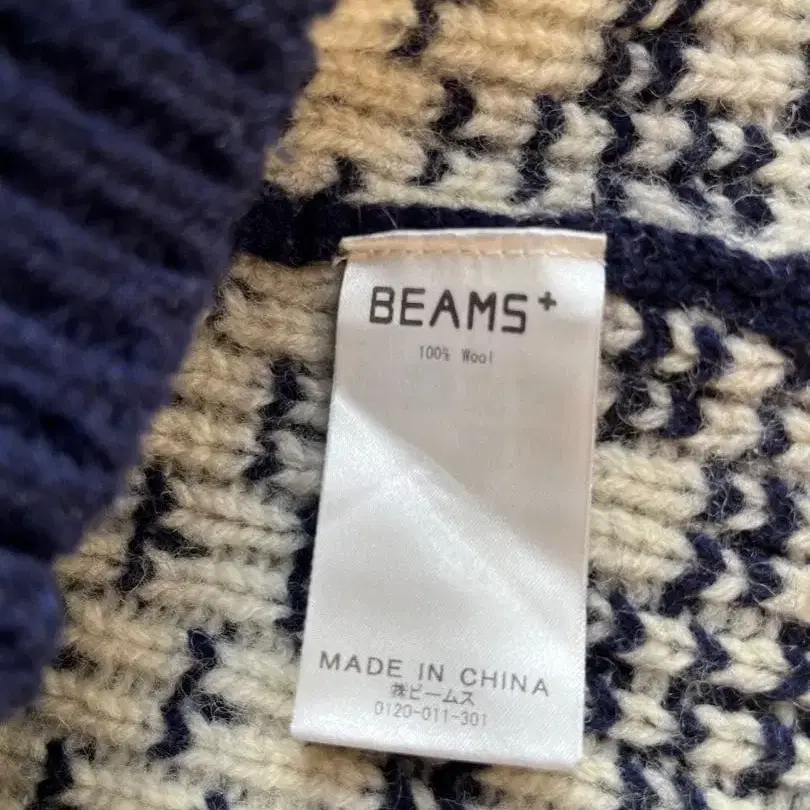 BEAMS+
100% Wool
MADE IN CHINA
㈱ビームス
0120-011-301